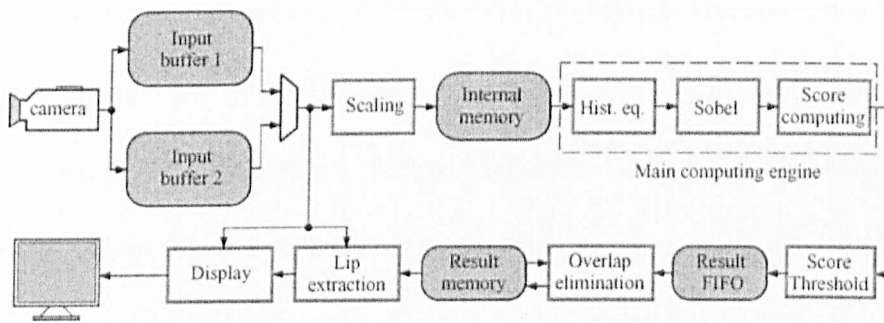 Input
buffer 1
camera
Input
buffer 2
Scaling
Internal
memory
Hist. eq.
Sobel
Score
computing
Main computing engine
Display
Lip
extraction
Result
memory
Overlap
elimination
Result
FIFO
Score
Threshold